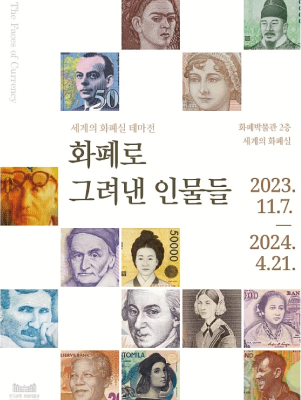 The Faces of Currency
50
세계의 화폐실 테마전
화폐박물관 2층
세계의 화폐실
화폐로
그려낸 인물들
2023.
11.7.
—
2024.
4.21.
50000